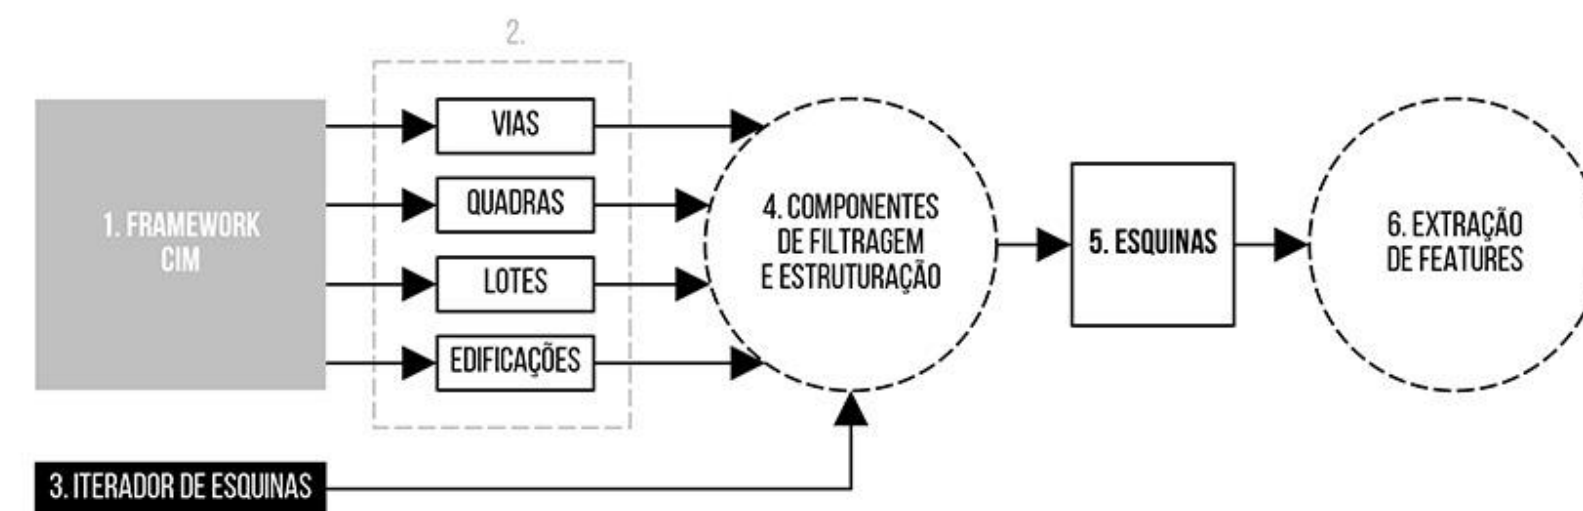 2.
1. FRAMEWORK
CIM
VIAS
QUADRAS
LOTES
EDIFICAÇÕES
3. ITERADOR DE ESQUINAS
4. COMPONENTES
DE FILTRAGEM
E ESTRUTURAÇÃO
5. ESQUINAS
6. EXTRAÇÃO
DE FEATURES